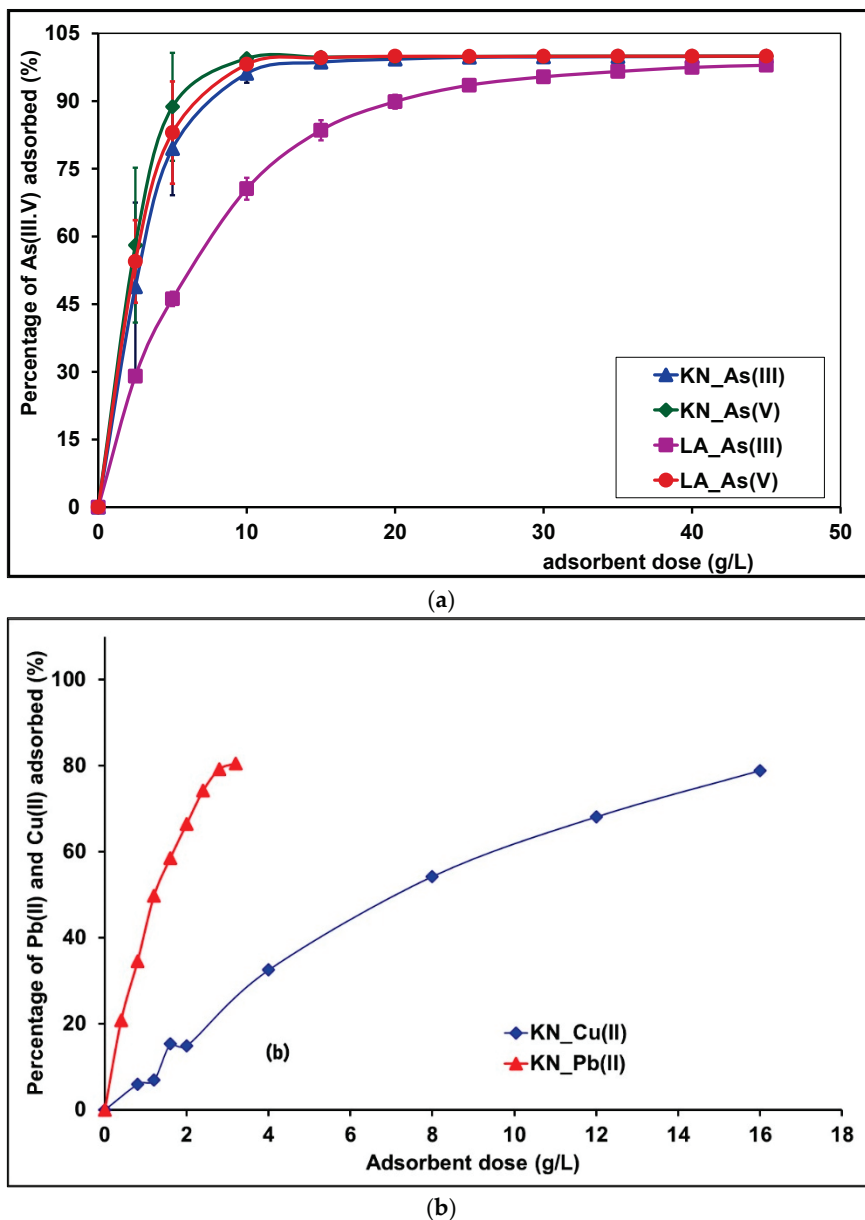 Percentage of As(III.V) adsorbed (%)
105
90
75
60
45
30
15
0
KN_As(III)
KN_As(V)
LA_As(III)
LA_As(V)
0 10 20 30 40 50
adsorbent dose (g/L)
(a)
Percentage of Pb(II) and Cu(II) adsorbed (%)
100
80
60
40
20
0
(b)
KN_Cu(II)
KN_Pb(II)
0 2 4 6 8 10 12 14 16 18
Adsorbent dose (g/L)
(b)